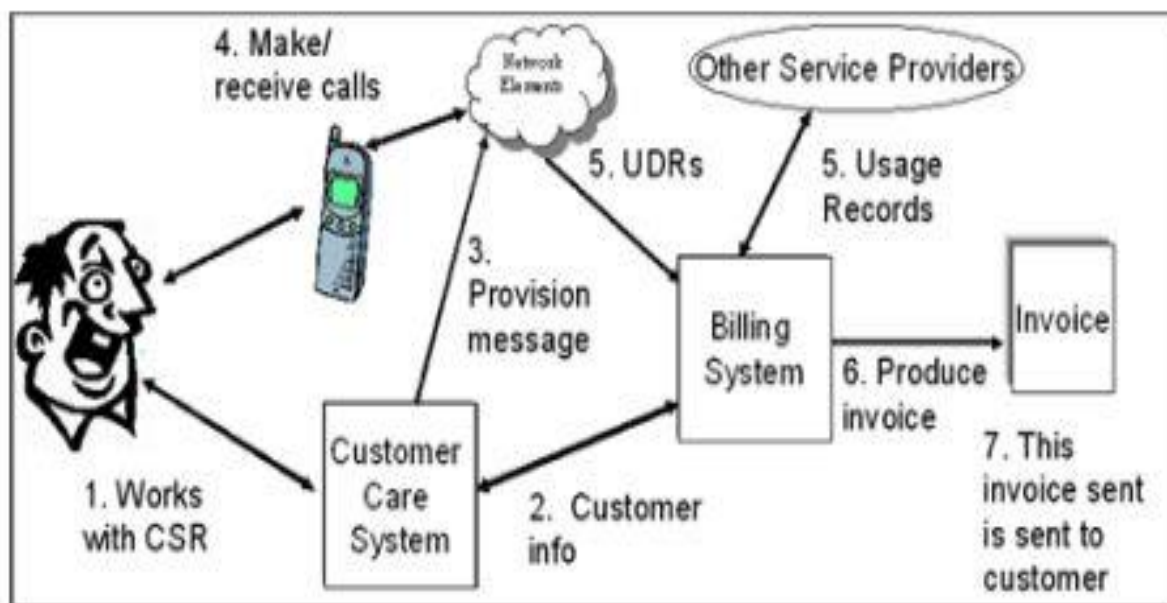 4. Make/
receive calls
Network
Elements
Other Service Providers
5. UDRs
5. Usage
Records
3.
Provision
message
Billing
System
Invoice
6. Produce
invoice
Customer
Care
System
1. Works
with CSR
2. Customer
info
7. This
invoice sent
is sent to
customer